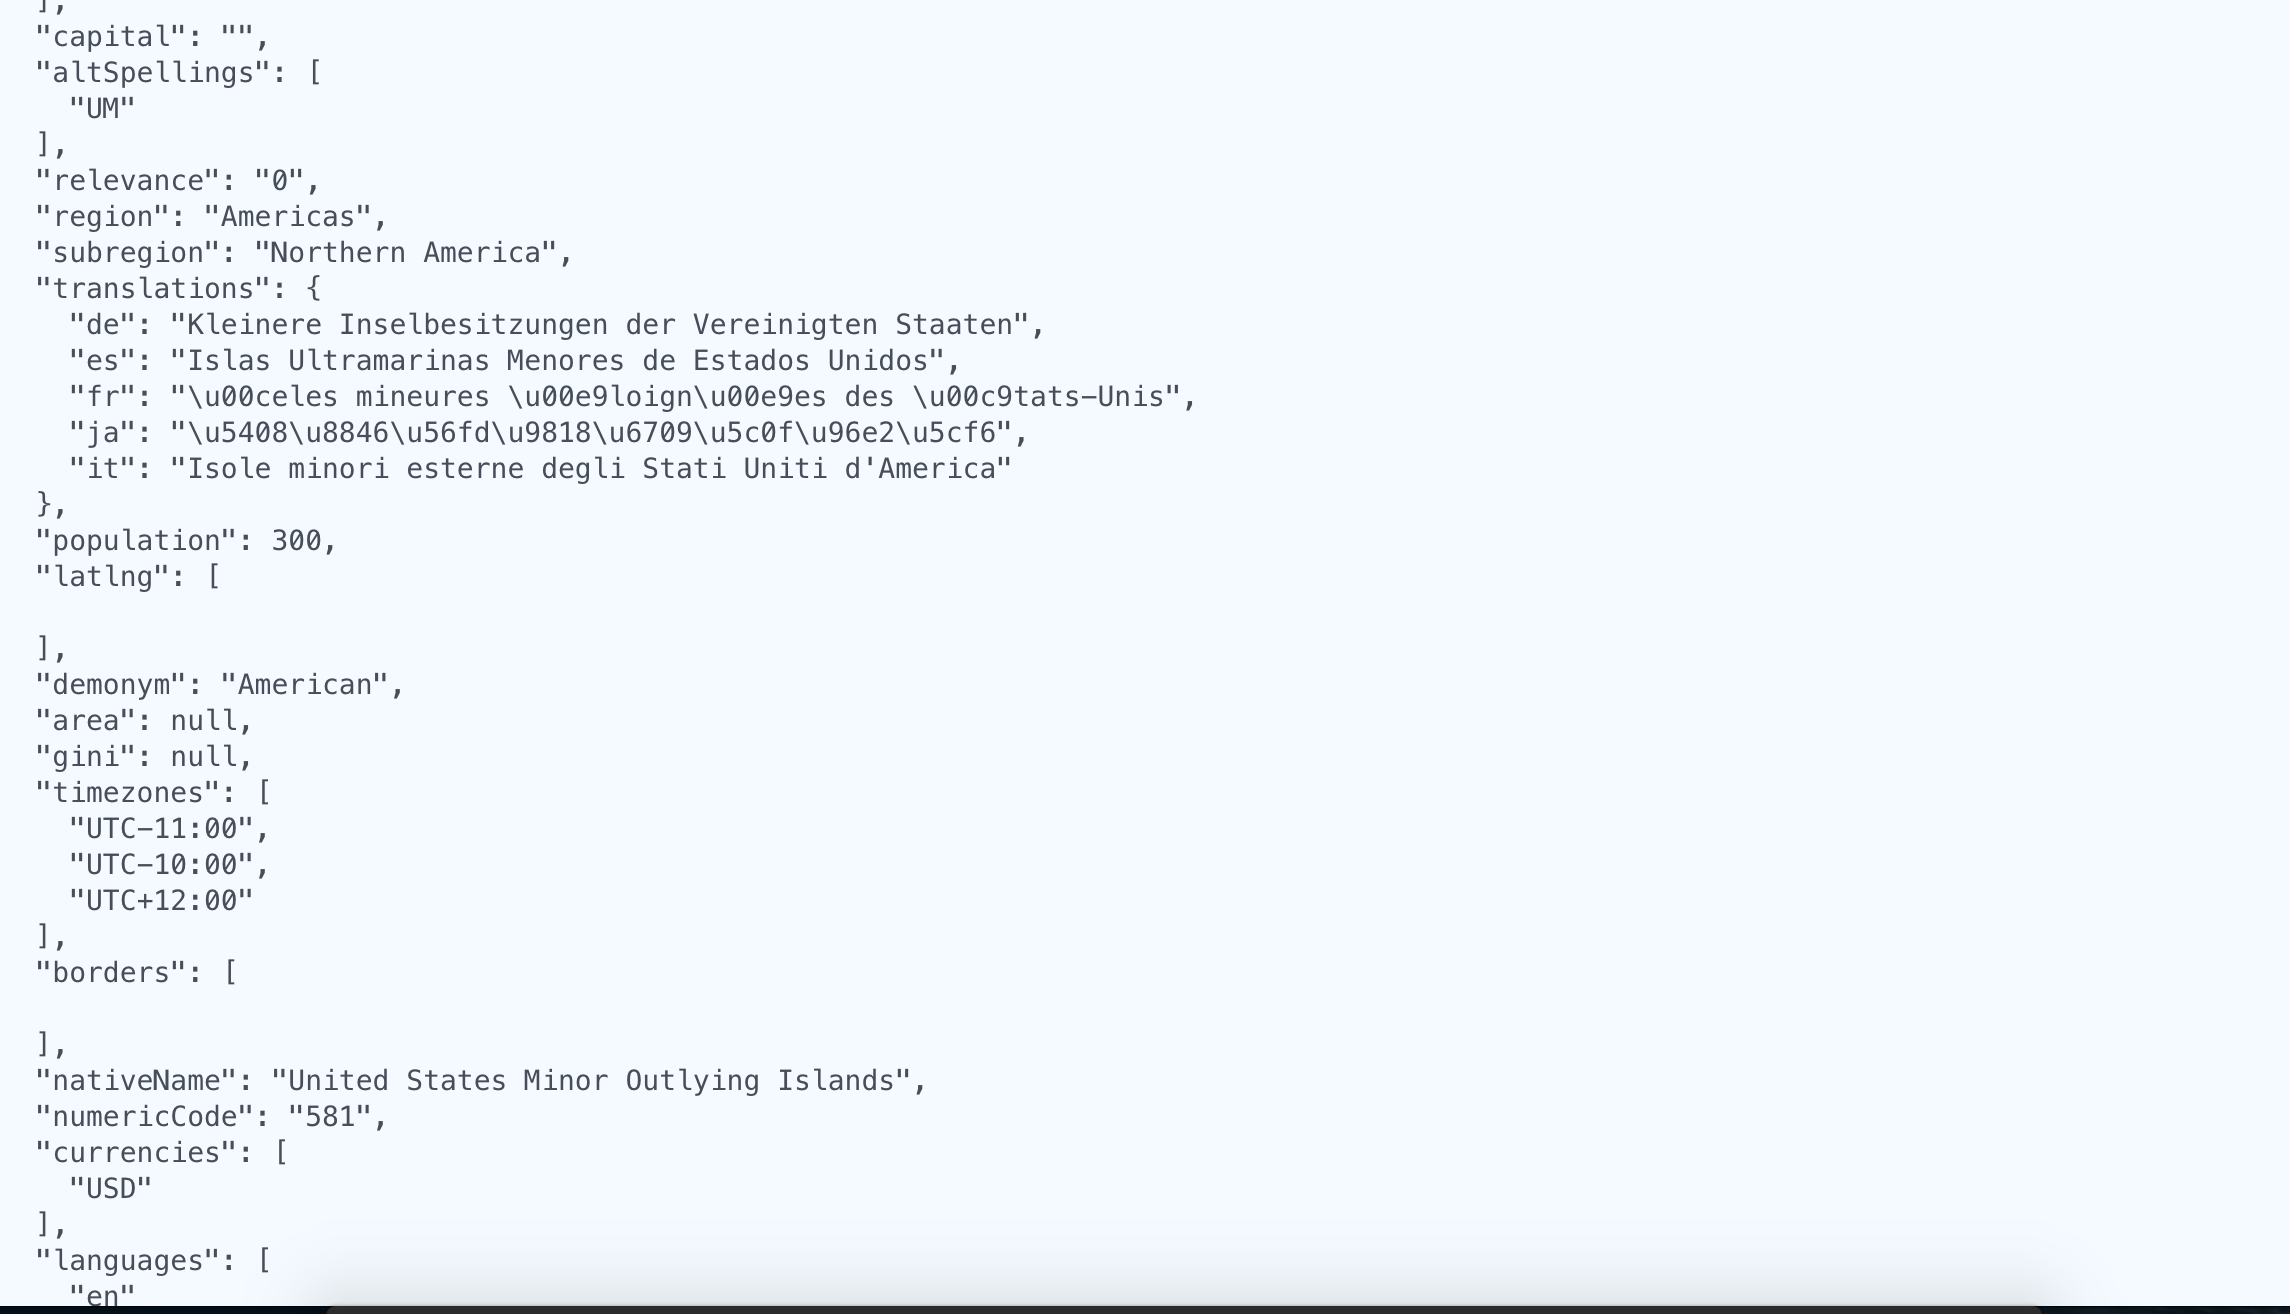 ],
"capital": "",
"altSpellings": [
"UM"
],
"relevance": "0",
"region": "Americas",
"subregion": "Northern America",
"translations": {
"de": "Kleinere Inselbesitzungen der Vereinigten Staaten",
"es": "Islas Ultramarinas Menores de Estados Unidos",
"fr": "\u00celes mineures \u00e9loign\u00e9es des \u00c9tats-Unis",
"ja": "\u5408\u8846\u56fd\u9818\u6709\u5c0f\u96e2\u5cf6",
"it": "Isole minori esterne degli Stati Uniti d'America"
},
"population": 300,
"latlng": [
],
"demonym": "American",
"area": null,
"gini": null,
"timezones": [
"UTC-11:00",
"UTC-10:00",
"UTC+12:00"
],
"borders": [
],
"nativeName": "United States Minor Outlying Islands",
"numericCode": "581",
"currencies": [
"USD"
],
"languages": [
"en"